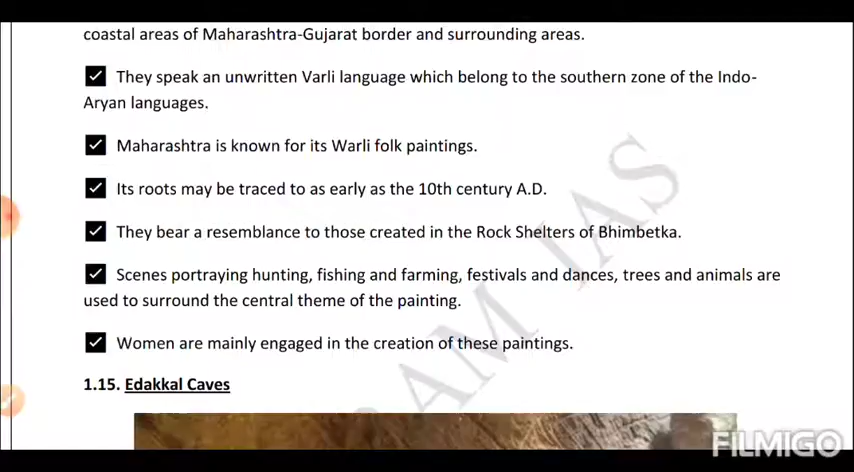 coastal areas of Maharashtra-Gujarat border and surrounding areas.
They speak an unwritten Varli language which belong to the southern zone of the Indo-
Aryan languages.
Maharashtra is known for its Warli folk paintings.
Its roots may be traced to as early as the 10th century A.D.
They bear a resemblance to those created in the Rock Shelters of Bhimbetka.
Scenes portraying hunting, fishing and farming, festivals and dances, trees and animals are
used to surround the central theme of the painting.
Women are mainly engaged in the creation of these paintings.
1.15. Edakkal Caves
RAM IAS
FILMIGO